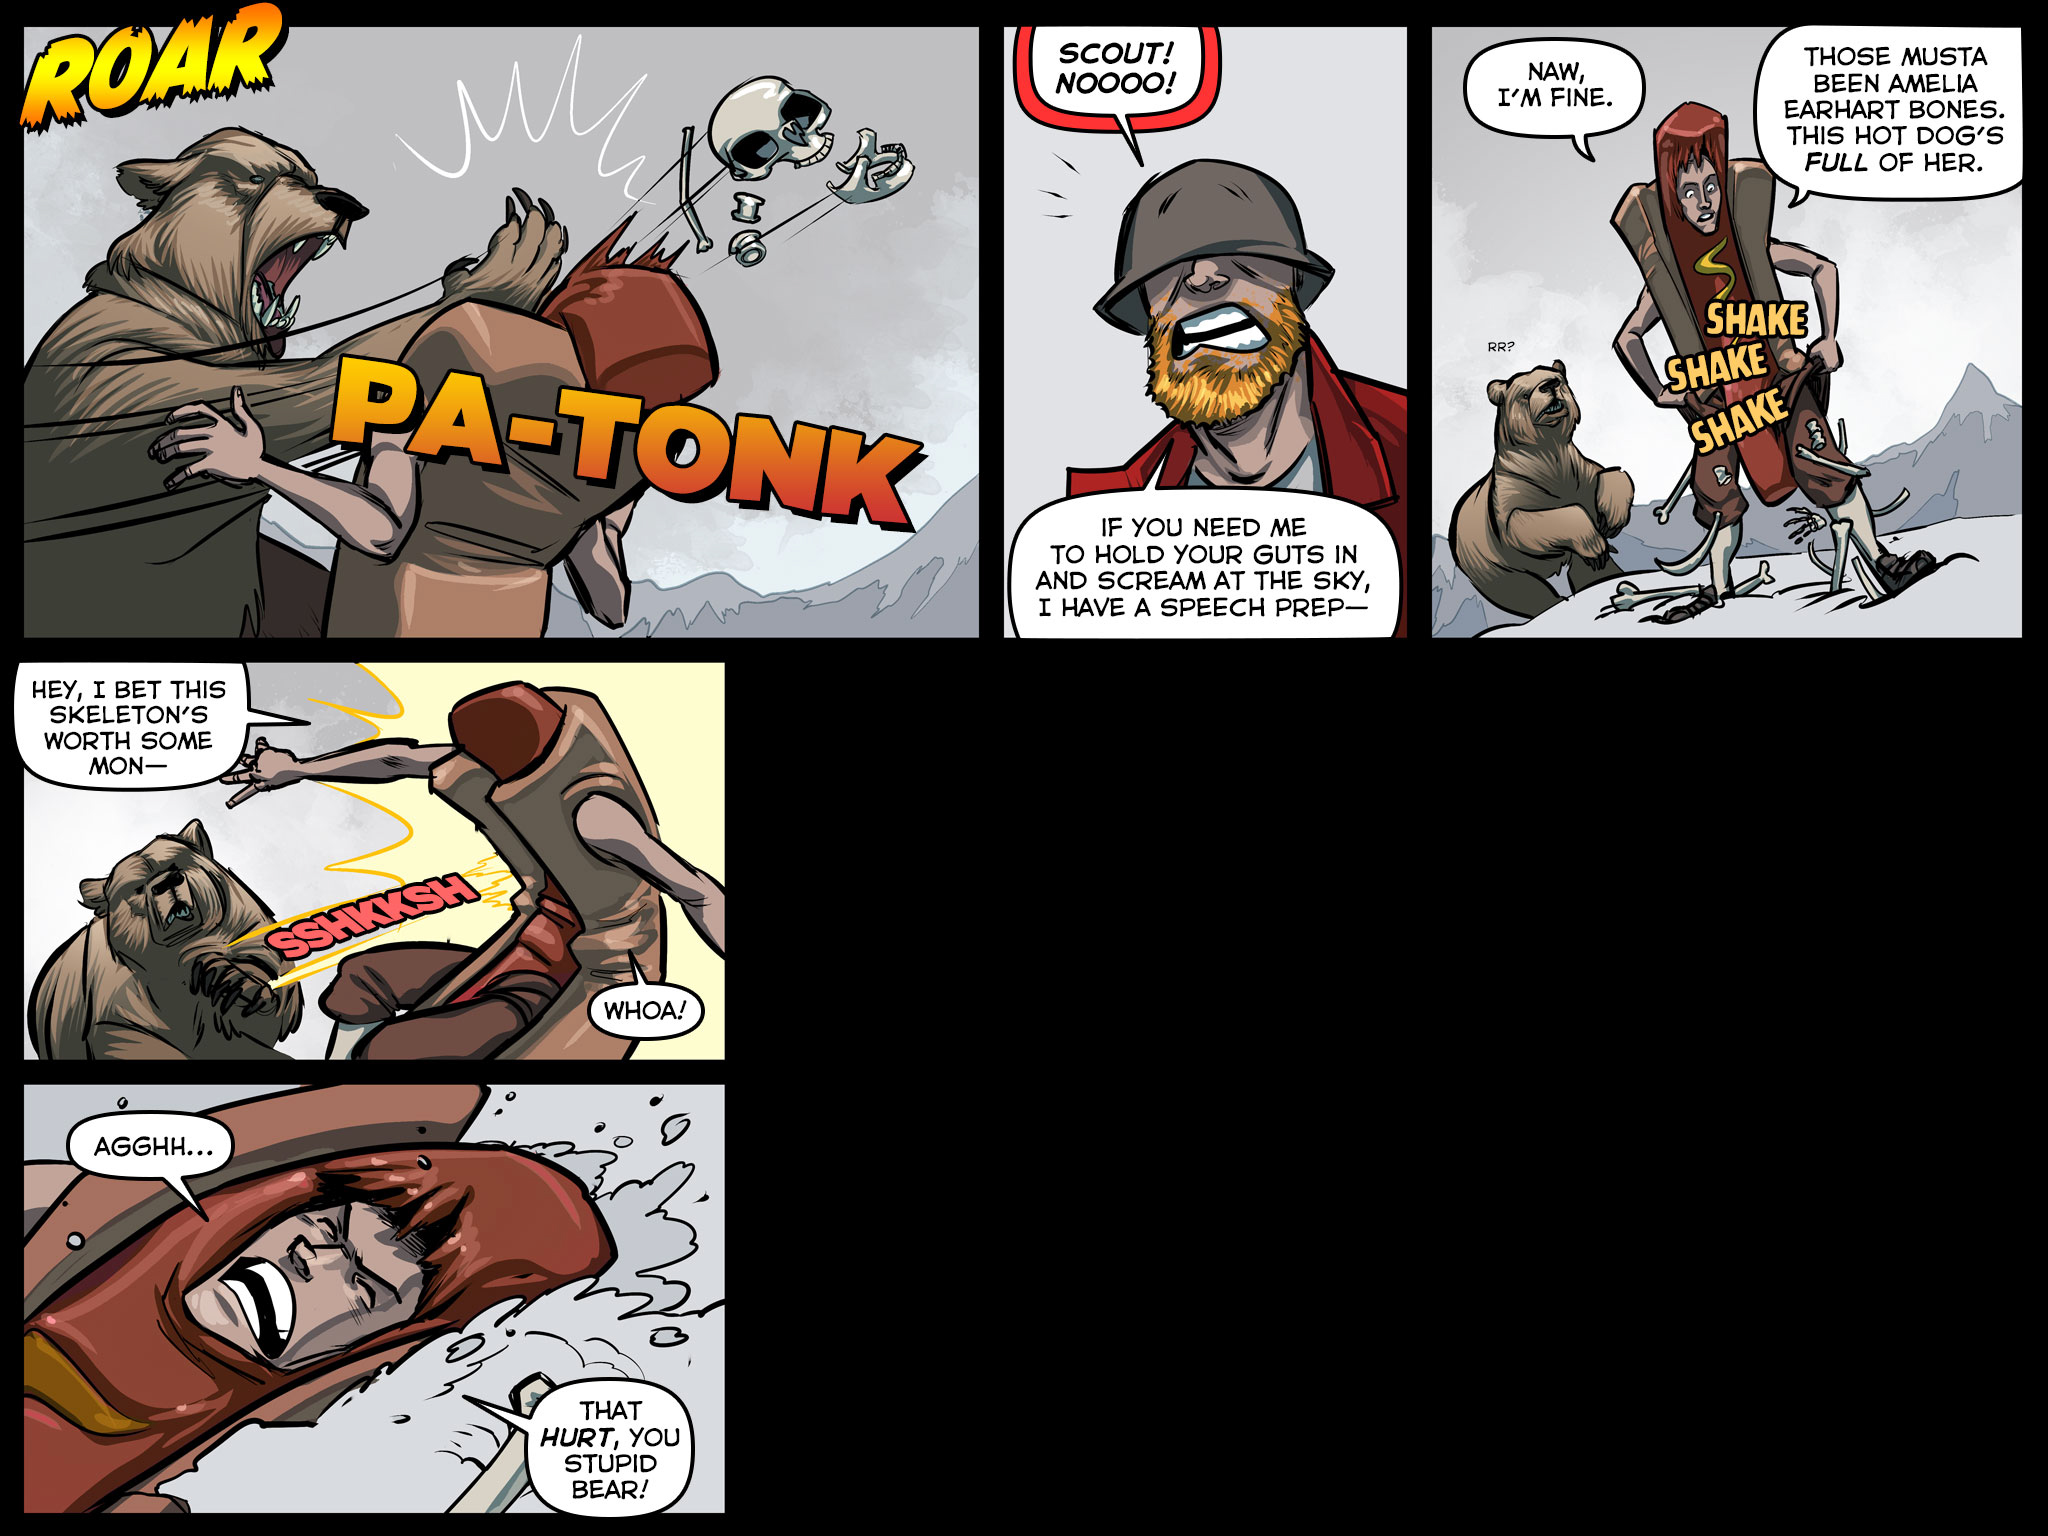 ROAR
PA-TONK
SCOUT!
NOOOO!
IF YOU NEED ME
TO HOLD YOUR GUTS IN
AND SCREAM AT THE SKY,
I HAVE A SPEECH PREP—
NAW,
I'M FINE.
THOSE MUSTA
BEEN AMELIA
EARHART BONES.
THIS HOT DOG'S
FULL OF HER.
RR?
SHAKE
SHAKE
SHAKE
HEY, I BET THIS
SKELETON'S
WORTH SOME
MON—
SSHKKSH
WHOA!
AGGHH...
THAT
HURT, YOU
STUPID
BEAR!